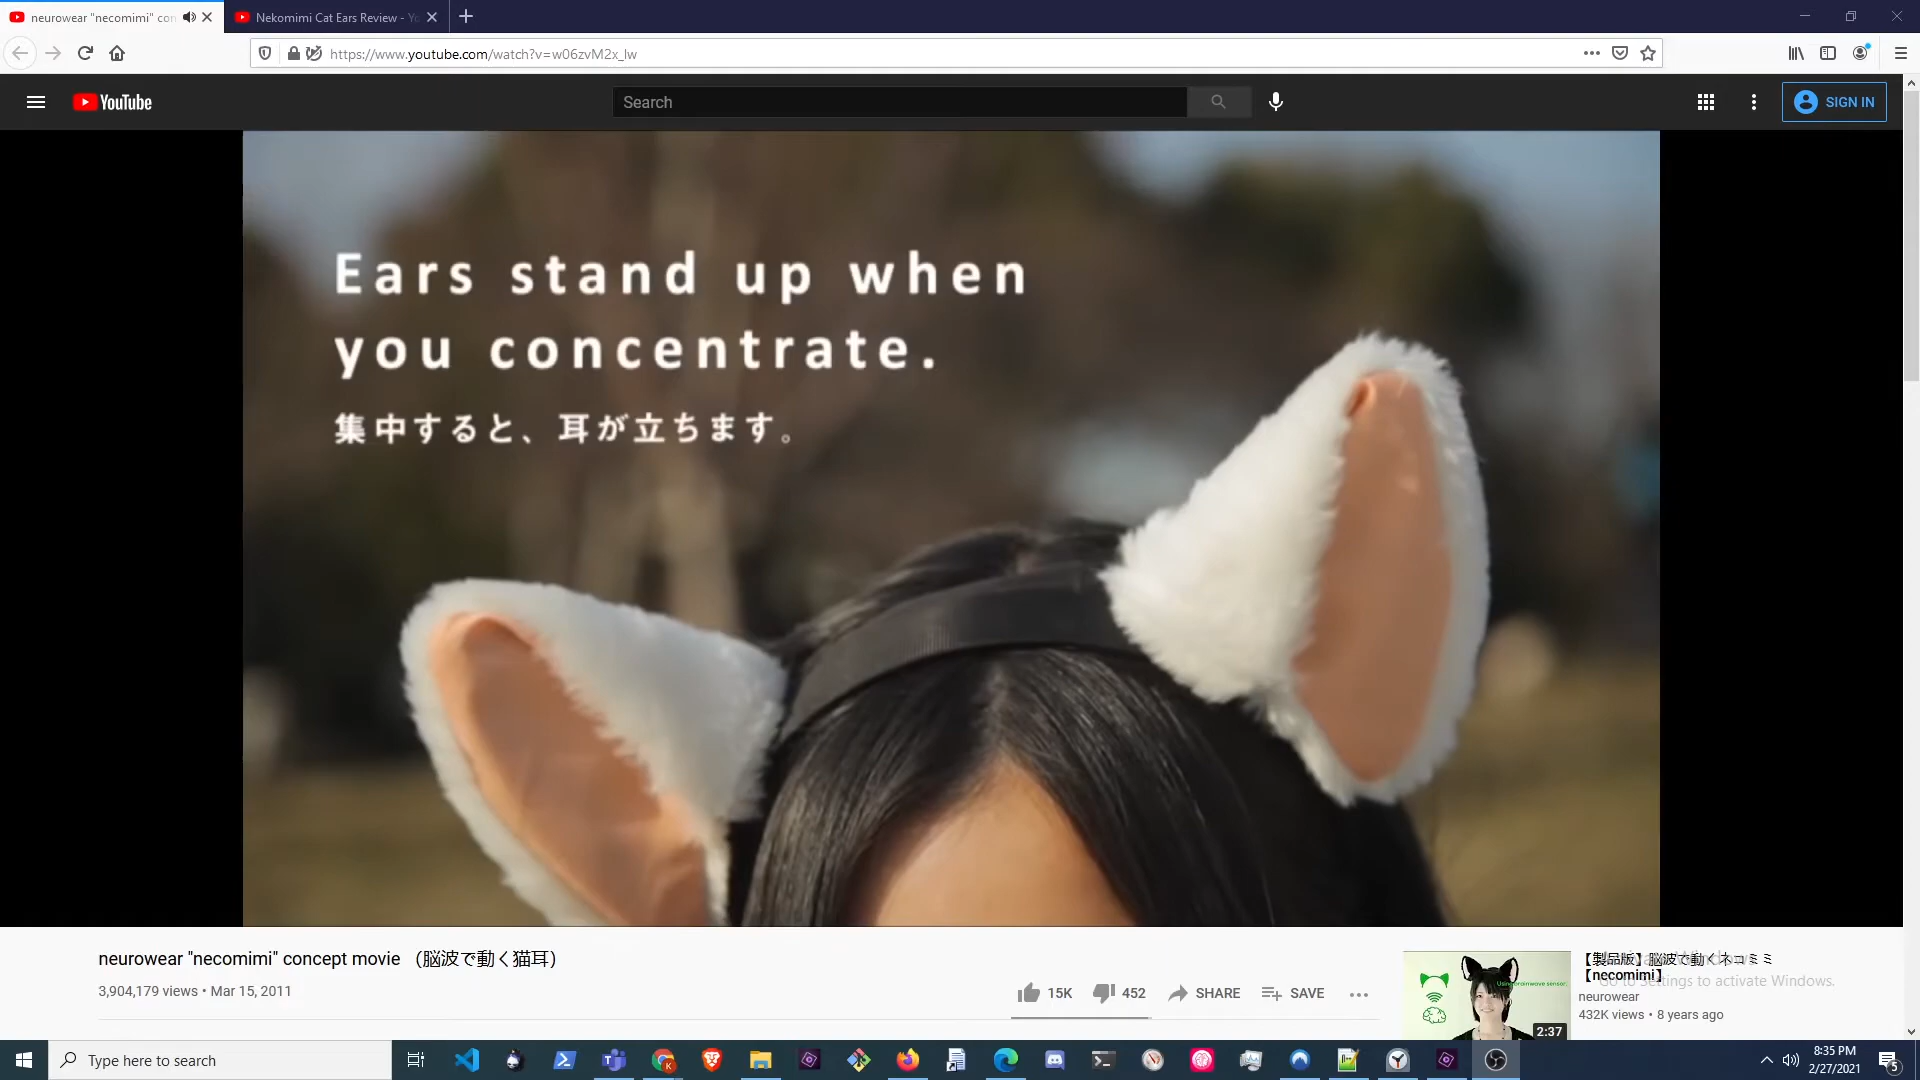 neurowear "necomimi" con
Nekomimi Cat Ears Review - Yo
https://www.youtube.com/watch?v=w06zvM2x_lw
YouTube
Search
SIGN IN
Ears stand up when
you concentrate.
集中すると、耳が立ちます。
neurowear "necomimi" concept movie （脳波で動く猫耳）
3,904,179 views • Mar 15, 2011
15K
452
SHARE
SAVE
2:37
【製品版】脳波で動くネコミミ
【necomimi】
neurowear
432K views • 8 years ago
Go to Settings to activate Windows.
Type here to search
8:35 PM
2/27/2021
5